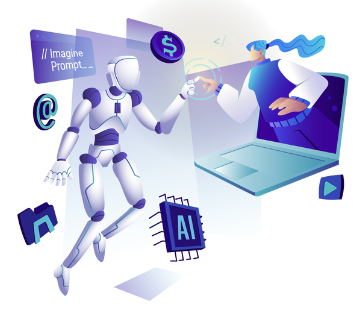 // Imagine
Prompt_ _
$
</>
@
AI